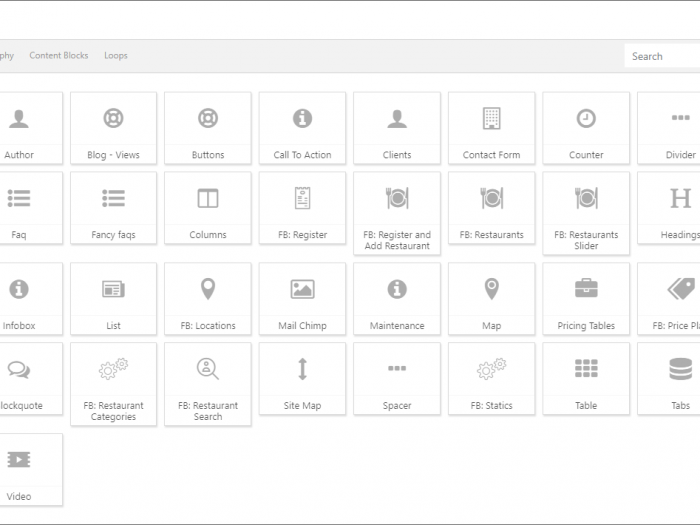 phy Content Blocks Loops Search
Author Blog - Views Buttons Call To Action Clients Contact Form Counter Divider
Faq Fancy faqs Columns FB: Register FB: Register and FB: Restaurants FB: Restaurants Headings
Add Restaurant Slider
Infobox List FB: Locations Mail Chimp Maintenance Map Pricing Tables FB: Price Pla
lockquote FB: Restaurant FB: Restaurant Site Map Spacer FB: Statics Table Tabs
Categories Search
Video